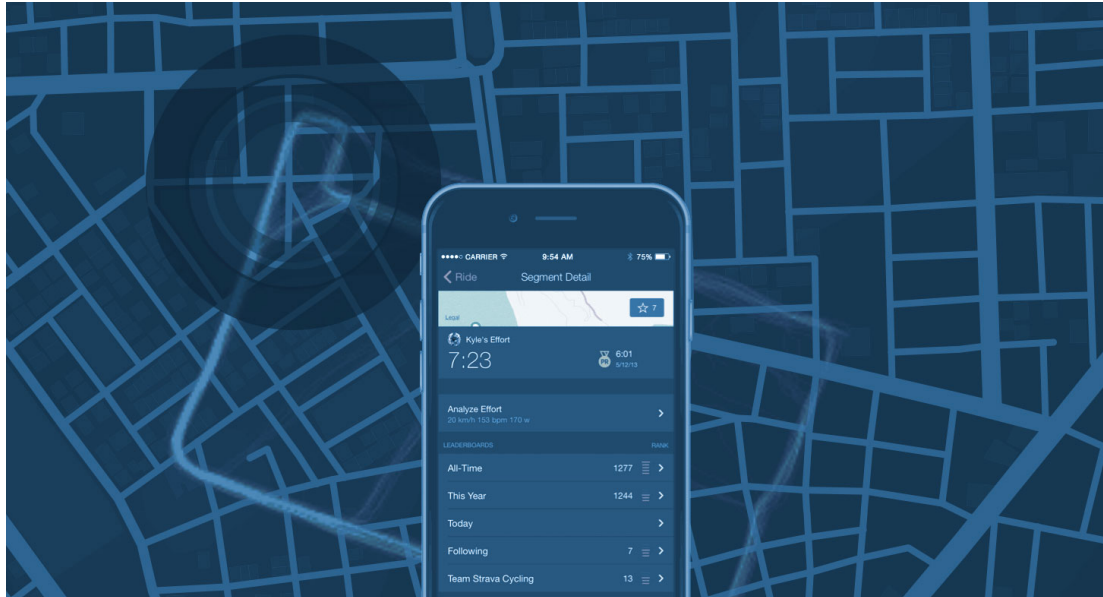 CARRIER 9:54 AM 75%
Ride Segment Detail
Legal 7
Kyle's Effort
7:23 PR 6:01
5/12/13
Analyze Effort
20 km/h 153 bpm 170 w
LEADERBOARDS RANK
All-Time 1277
This Year 1244
Today
Following 7
Team Strava Cycling 13